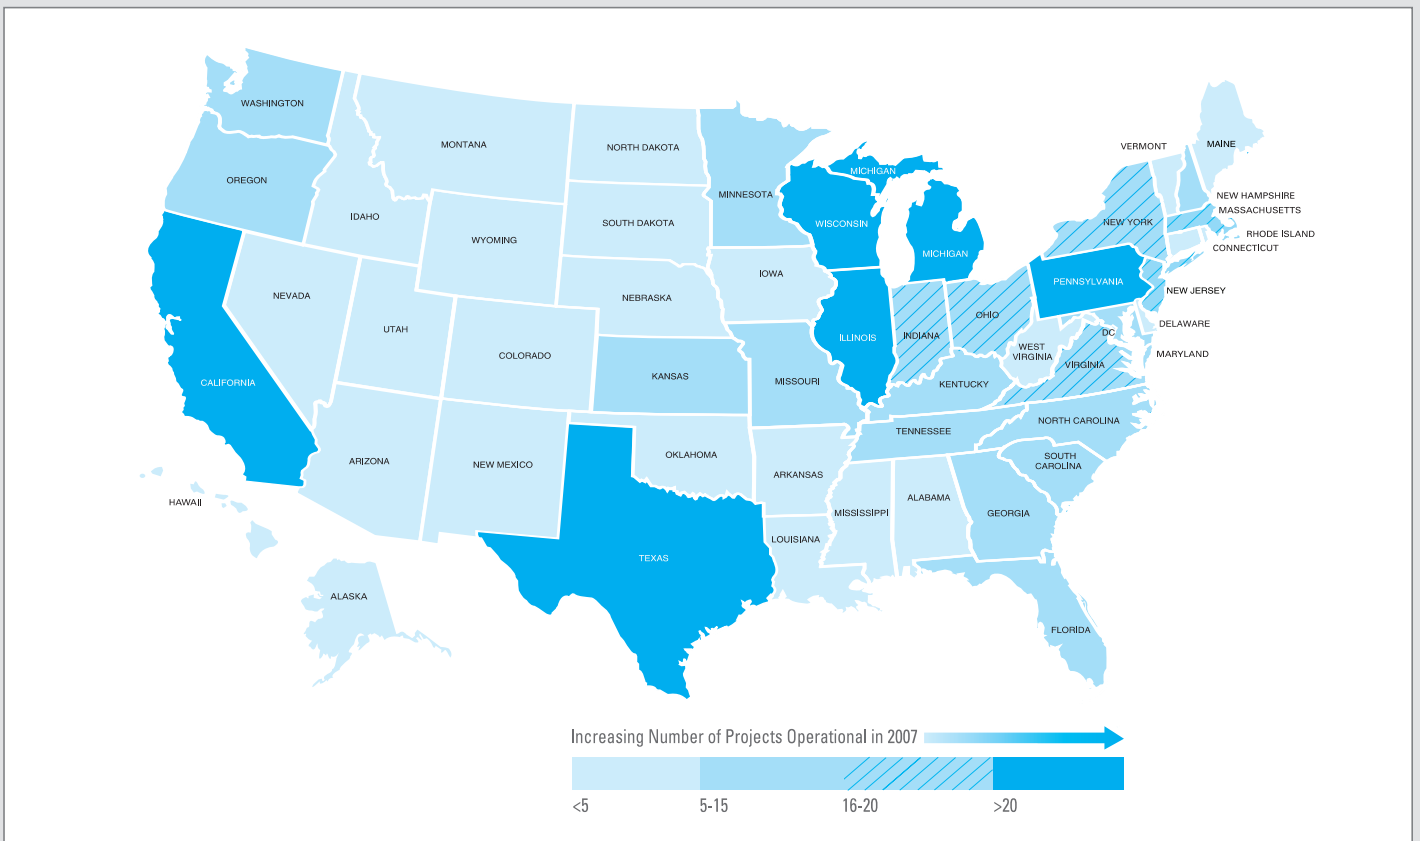 WASHINGTON
OREGON
CALIFORNIA
NEVADA
IDAHO
MONTANA
WYOMING
UTAH
COLORADO
ARIZONA
NEW MEXICO
NORTH DAKOTA
SOUTH DAKOTA
NEBRASKA
KANSAS
OKLAHOMA
TEXAS
MINNESOTA
IOWA
MISSOURI
ARKANSAS
LOUISIANA
WISCONSIN
ILLINOIS
MICHIGAN
MICHIGAN
INDIANA
OHIO
KENTUCKY
TENNESSEE
MISSISSIPPI
ALABAMA
GEORGIA
FLORIDA
SOUTH
CAROLINA
NORTH CAROLINA
VIRGINIA
WEST
VIRGINIA
DC
PENNSYLVANIA
NEW YORK
VERMONT
MAINE
NEW HAMPSHIRE
MASSACHUSETTS
RHODE ISLAND
CONNECTICUT
NEW JERSEY
DELAWARE
MARYLAND
HAWAII
ALASKA
Increasing Number of Projects Operational in 2007
<5
5-15
16-20
>20